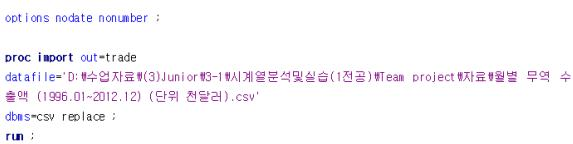 options nodate nonumber ;
proc import out=trade
datafile='D:₩수업자료₩(3)Junior₩3-1₩시계열분석및실습(1전공)₩Team project₩자료₩월별 무역 수
출액 (1996.01~2012.12) (단위 천달러).csv'
dbms=csv replace ;
run ;